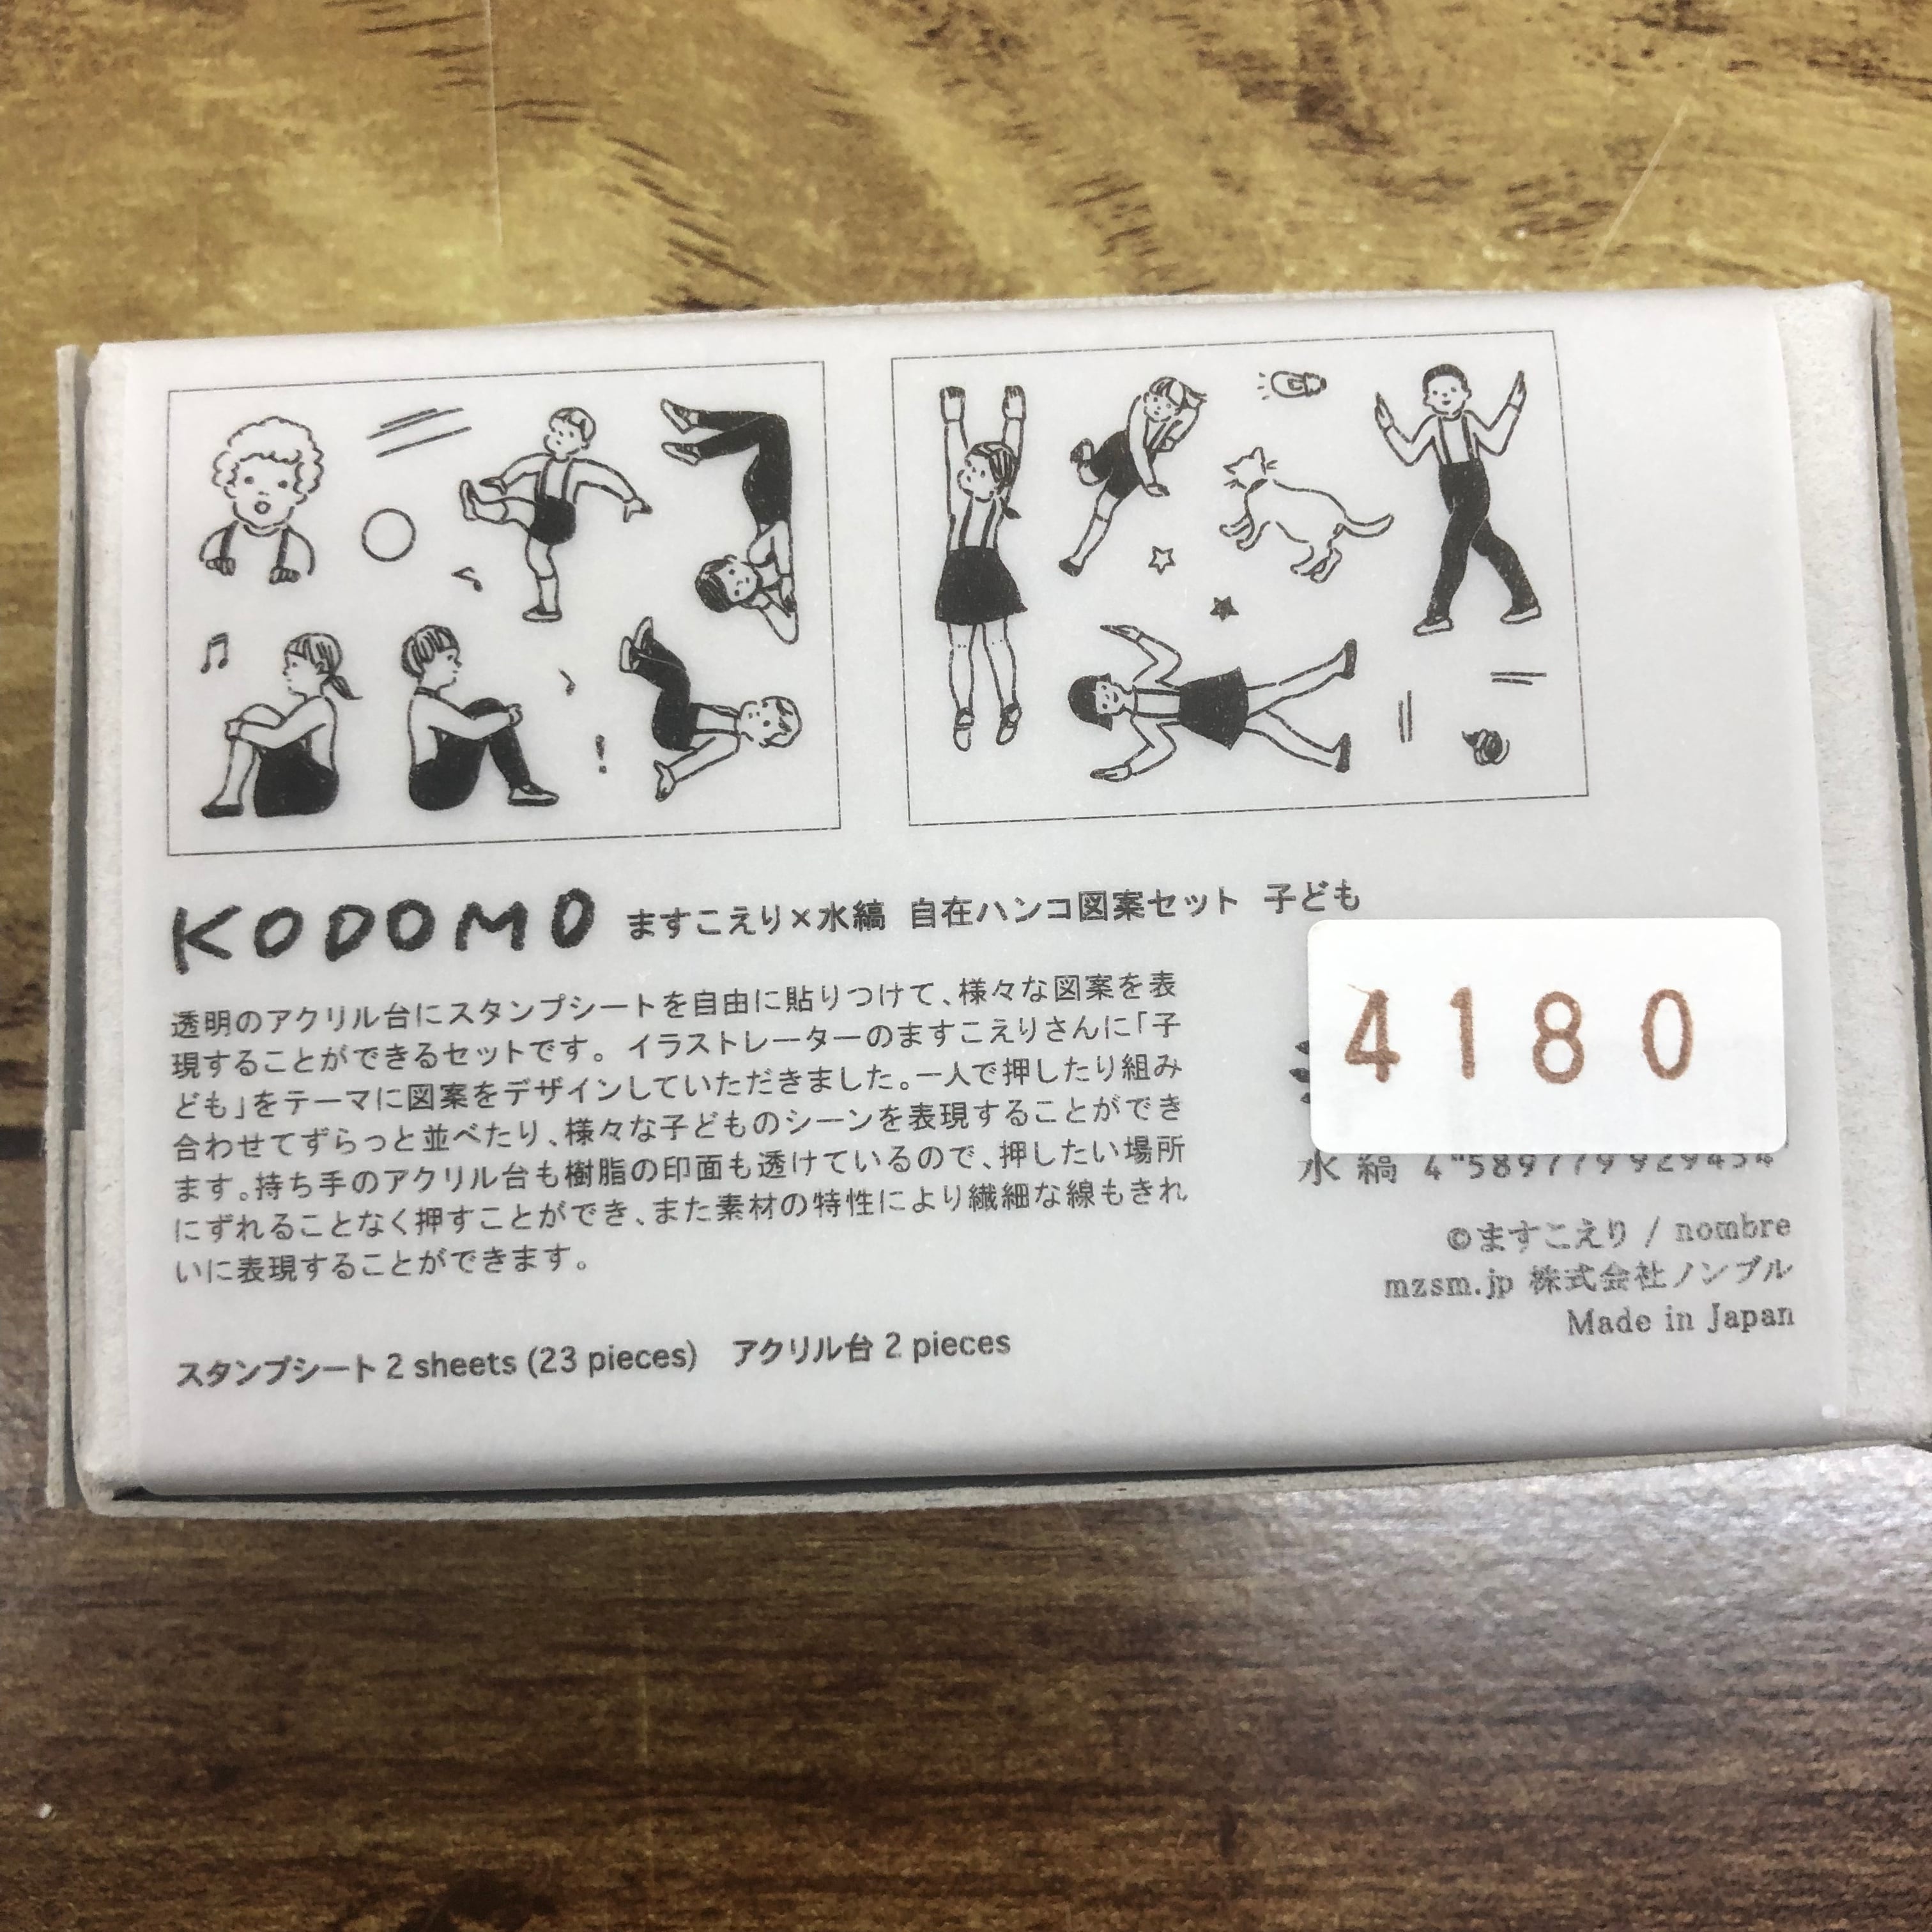 KODOMO ますこえり×水縞 自在ハンコ図案セット 子ども
透明のアクリル台にスタンプシートを自由に貼りつけて、様々な図案を表
現することができるセットです。イラストレーターのますこえりさんに「子
ども」をテーマに図案をデザインしていただきました。一人で押したり組み
合わせてずらっと並べたり、様々な子どものシーンを表現することができ
ます。持ち手のアクリル台も樹脂の印面も透けているので、押したい場所
にずれることなく押すことができ、また素材の特性により繊細な線もきれ
いに表現することができます。
スタンプシート 2 sheets (23 pieces) アクリル台 2 pieces
4180
水縞
©ますこえり / nombre
mzsm.jp 株式会社ノンブル
Made in Japan